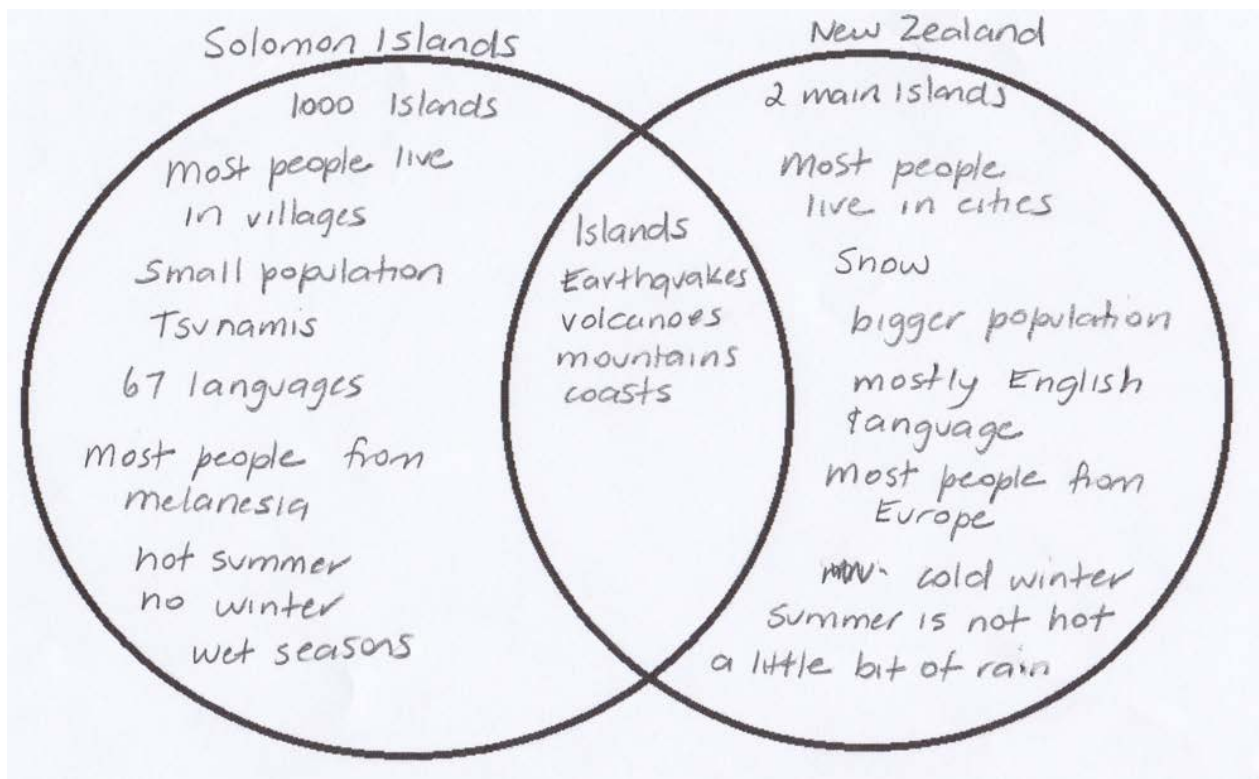 Solomon Islands
1000 Islands
most people live
in villages
Small population
Tsunamis
67 languages
most people from
melanesia
hot summer
no winter
wet seasons
Islands
Earthquakes
volcanoes
mountains
coasts
New Zealand
2 main Islands
most people
live in cities
Snow
bigger population
mostly English
language
most people from
Europe
cold winter
summer is not hot
a little bit of rain